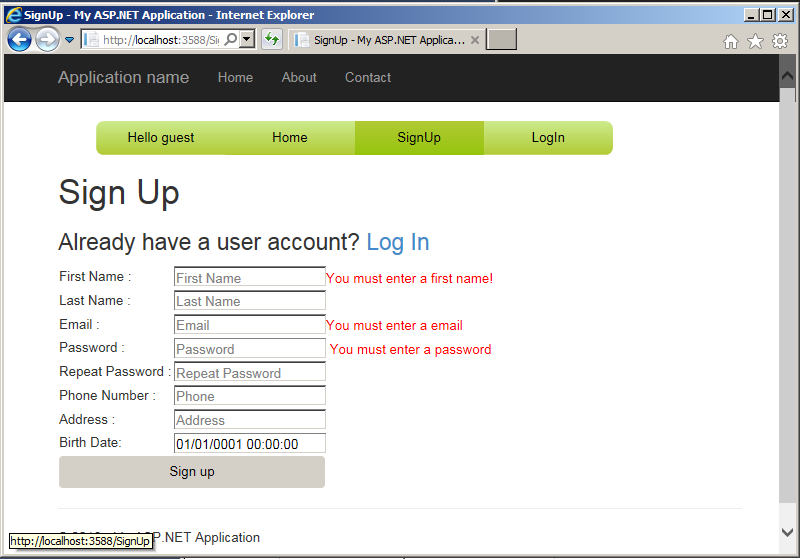 SignUp - My ASP.NET Application - Internet Explorer
http://localhost:3588/Si
SignUp - My ASP.NET Applica...
Application name Home About Contact
Hello guest Home SignUp LogIn
Sign Up
Already have a user account? Log In
First Name : First Name You must enter a first name!
Last Name : Last Name
Email : Email You must enter a email
Password : Password You must enter a password
Repeat Password : Repeat Password
Phone Number : Phone
Address : Address
Birth Date: 01/01/0001 00:00:00
Sign up
ASP.NET Application
http://localhost:3588/SignUp